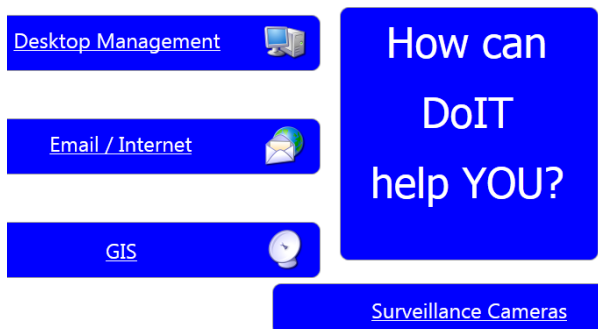 Desktop Management
Email / Internet
GIS
How can
DoIT
help YOU?
Surveillance Cameras